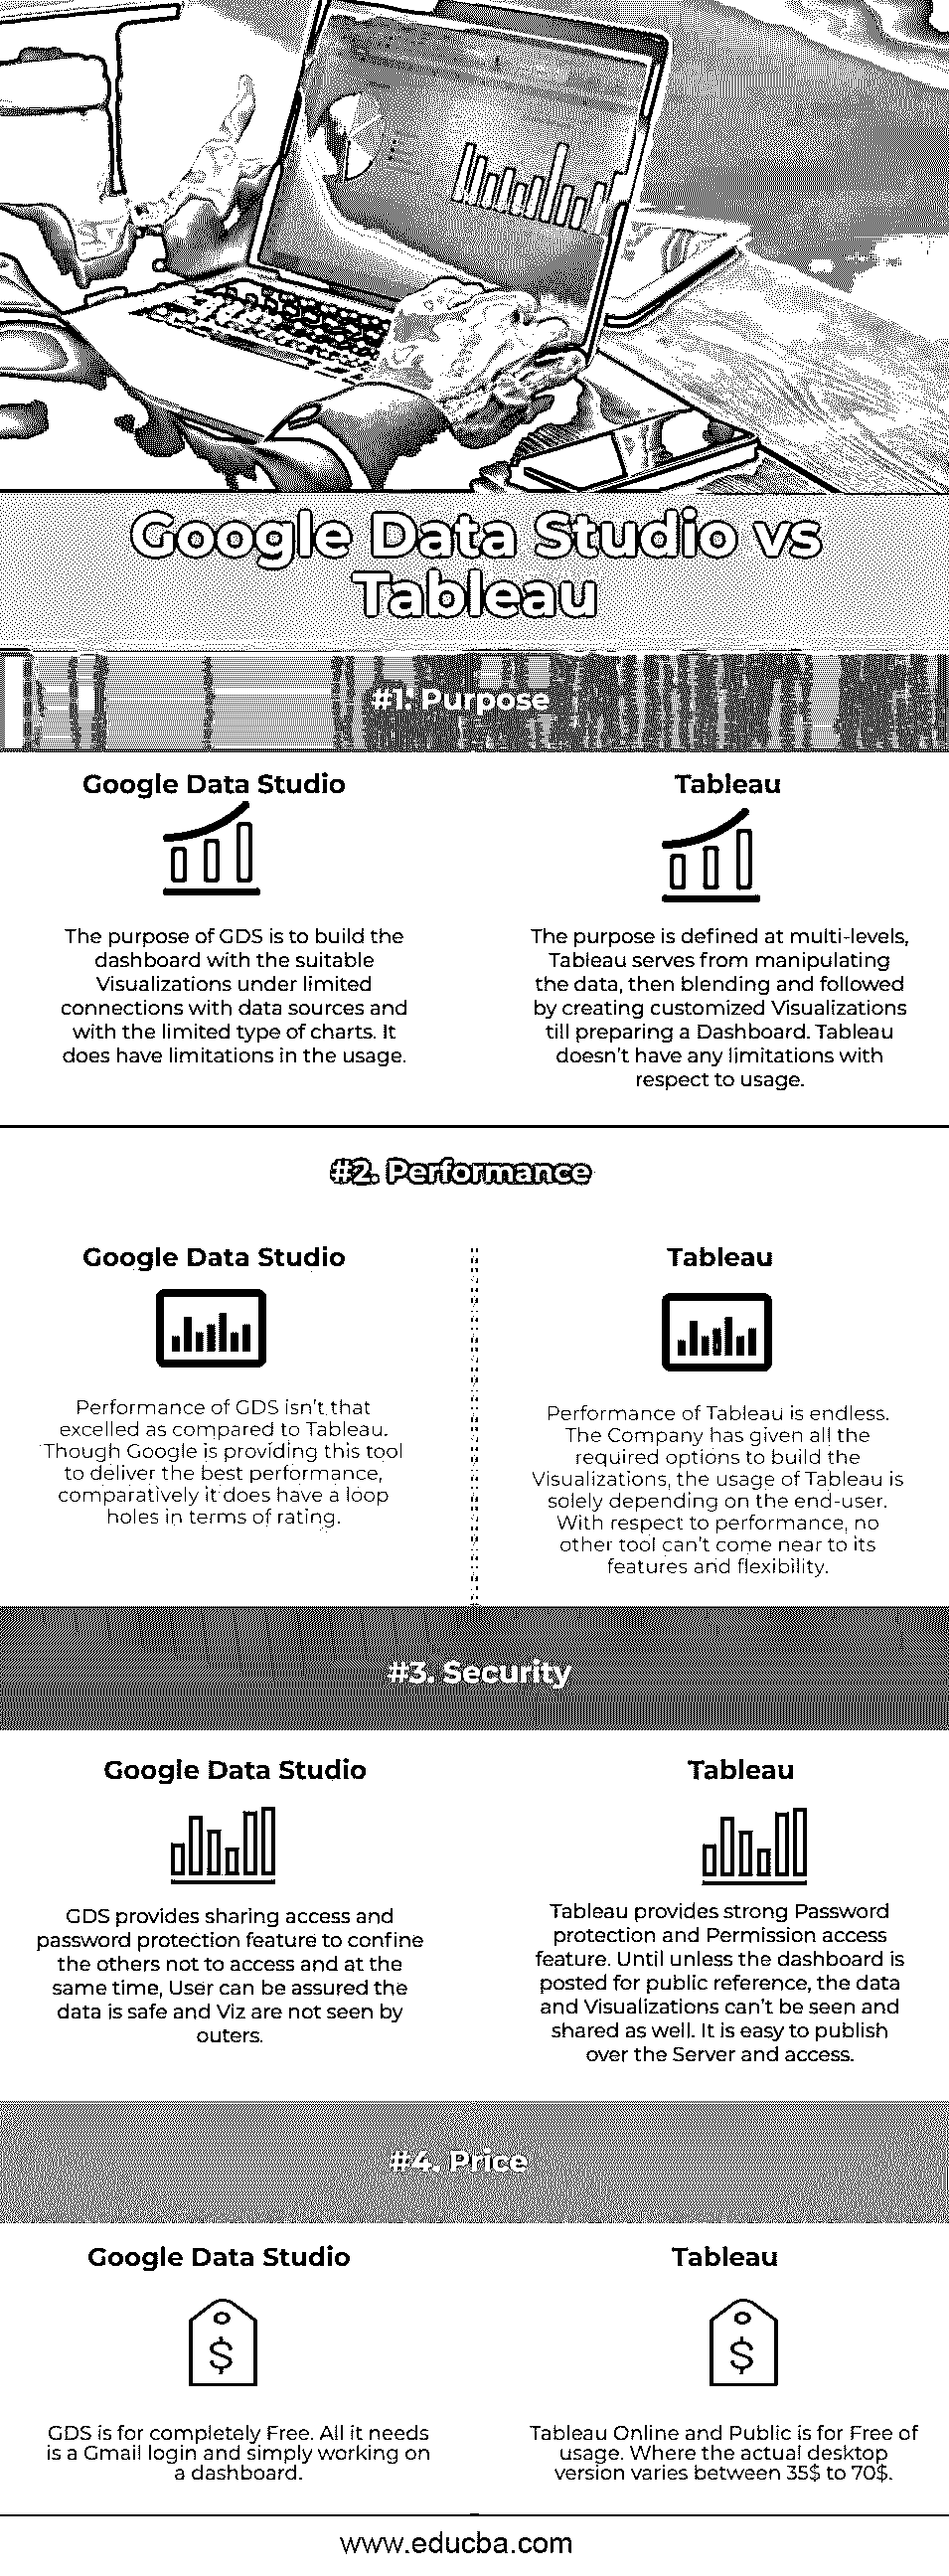 Google Data Studio vs
Tableau
#1. Purpose
Google Data Studio
The purpose of GDS is to build the
dashboard with the suitable
Visualizations under limited
connections with data sources and
with the limited type of charts. It
does have limitations in the usage.
Tableau
The purpose is defined at multi-levels,
Tableau serves from manipulating
the data, then blending and followed
by creating customized Visualizations
till preparing a Dashboard. Tableau
doesn't have any limitations with
respect to usage.
#2. Performance
Google Data Studio
Performance of GDS isn't that
excelled as compared to Tableau.
Though Google is providing this tool
to deliver the best performance,
comparatively it does have a loop
holes in terms of rating.
Tableau
Performance of Tableau is endless.
The Company has given all the
required options to build the
Visualizations, the usage of Tableau is
solely depending on the end-user.
With respect to performance, no
other tool can't come near to its
features and flexibility.
#3. Security
Google Data Studio
GDS provides sharing access and
password protection feature to confine
the others not to access and at the
same time, User can be assured the
data is safe and Viz are not seen by
outers.
Tableau
Tableau provides strong Password
protection and Permission access
feature. Until unless the dashboard is
posted for public reference, the data
and Visualizations can't be seen and
shared as well. It is easy to publish
over the Server and access.
#4. Price
Google Data Studio
$
GDS is for completely Free. All it needs
is a Gmail login and simply working on
a dashboard.
Tableau
$
Tableau Online and Public is for Free of
usage. Where the actual desktop
version varies between 35$ to 70$.
www.educba.com